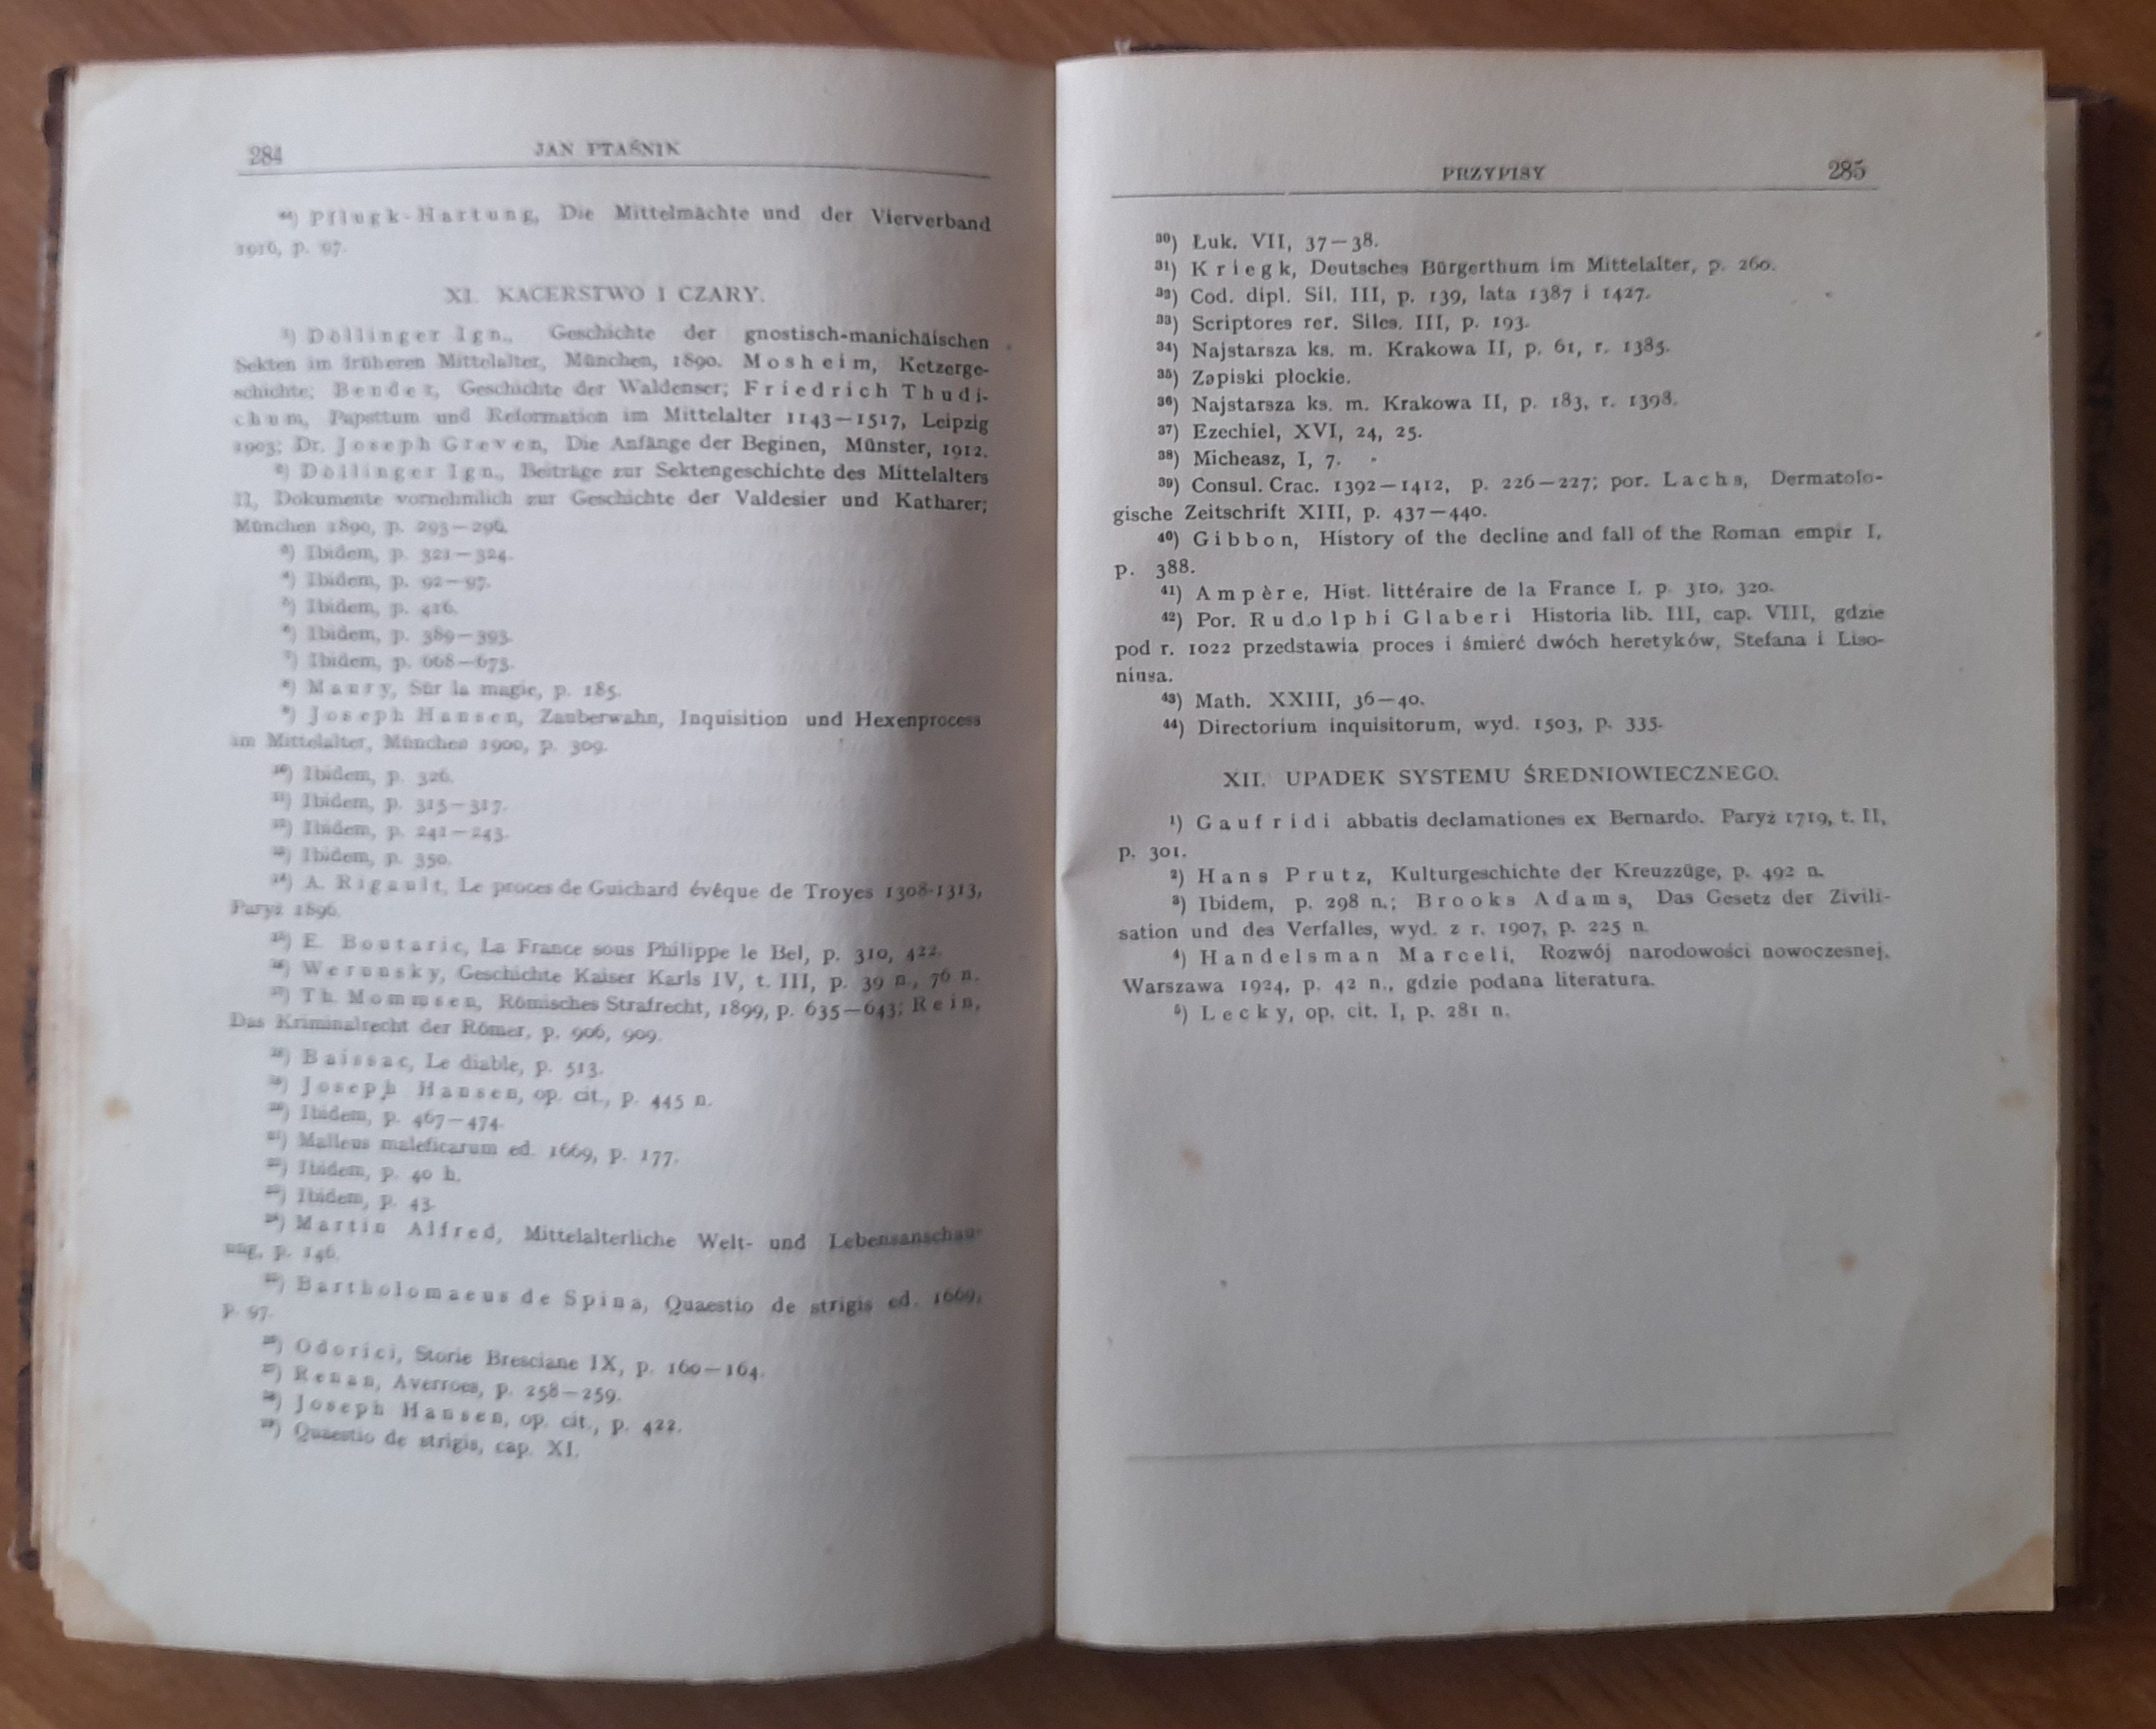 284
JAN PTAŚNIK
⁴⁴) Pflugk-Hartung, Die Mittelmächte und der Vierverband
1916, p. 97.
XI. KACERSTWO I CZARY.
¹) Döllinger Ign., Geschichte der gnostisch-manichäischen
Sekten im früheren Mittelalter, München, 1890. Mosheim, Ketzerge-
schichte; Bender, Geschichte der Waldenser; Friedrich Thudi-
chum, Papsttum und Reformation im Mittelalter 1143—1517, Leipzig
1903; Dr. Joseph Greven, Die Anfänge der Beginen, Münster, 1912.
²) Döllinger Ign., Beiträge zur Sektengeschichte des Mittelalters
II, Dokumente vornehmlich zur Geschichte der Valdesier und Katharer;
München 1890, p. 293—296.
³) Ibidem, p. 321—324.
⁴) Ibidem, p. 92—97.
⁵) Ibidem, p. 416.
⁶) Ibidem, p. 389—393.
⁷) Ibidem, p. 668—673.
⁸) Maury, Sür la magie, p. 185.
⁹) Joseph Hansen, Zauberwahn, Inquisition und Hexenprocess
im Mittelalter, München 1900, p. 309.
¹⁰) Ibidem, p. 326.
¹¹) Ibidem, p. 315—317.
¹²) Ibidem, p. 241—243.
¹³) Ibidem, p. 350.
¹⁴) A. Rigault, Le proces de Guichard évêque de Troyes 1308-1313,
Paryż 1896.
¹⁵) E. Boutaric, La France sous Philippe le Bel, p. 310, 422.
¹⁶) Werunsky, Geschichte Kaiser Karls IV, t. III, p. 39 n., 76 n.
¹⁷) Th. Mommsen, Römisches Strafrecht, 1899, p. 635—643; Rein,
Das Kriminalrecht der Römer, p. 906, 909.
¹⁸) Baissac, Le diable, p. 513.
¹⁹) Joseph Hansen, op. cit., p. 445 n.
²⁰) Ibidem, p. 467—474.
²¹) Malleus maleficarum ed. 1669, p. 177.
²²) Ibidem, p. 40 h.
²³) Ibidem, p. 43.
²⁴) Martin Alfred, Mittelalterliche Welt- und Lebensanschau-
ung, p. 146.
²⁵) Bartholomaeus de Spina, Quaestio de strigis ed. 1669,
p. 97.
²⁶) Odorici, Storie Bresciane IX, p. 160—164.
²⁷) Renan, Averroes, p. 258—259.
²⁸) Joseph Hansen, op. cit., p. 422.
²⁹) Quaestio de strigis, cap. XI.
PRZYPISY
285
³⁰) Łuk. VII, 37—38.
³¹) Kriegk, Deutsches Bürgerthum im Mittelalter, p. 260.
³²) Cod. dipl. Sil. III, p. 139, lata 1387 i 1427.
³³) Scriptores rer. Siles. III, p. 193.
³⁴) Najstarsza ks. m. Krakowa II, p. 61, r. 1385.
³⁵) Zapiski płockie.
³⁶) Najstarsza ks. m. Krakowa II, p. 183, r. 1398.
³⁷) Ezechiel, XVI, 24, 25.
³⁸) Micheasz, I, 7.
³⁹) Consul. Crac. 1392—1412, p. 226—227; por. Lachs, Dermatolo-
gische Zeitschrift XIII, p. 437—440.
⁴⁰) Gibbon, History of the decline and fall of the Roman empir I,
p. 388.
⁴¹) Ampère, Hist. littéraire de la France I, p. 310, 320.
⁴²) Por. Rudolphi Glaberi Historia lib. III, cap. VIII, gdzie
pod r. 1022 przedstawia proces i śmierć dwóch heretyków, Stefana i Liso-
niusa.
⁴³) Math. XXIII, 36—40.
⁴⁴) Directorium inquisitorum, wyd. 1503, p. 335.
XII. UPADEK SYSTEMU ŚREDNIOWIECZNEGO.
¹) Gaufridi abbatis declamationes ex Bernardo. Paryż 1719, t. II,
p. 301.
²) Hans Prutz, Kulturgeschichte der Kreuzzüge, p. 492 n.
³) Ibidem, p. 298 n.; Brooks Adams, Das Gesetz der Zivili-
sation und des Verfalles, wyd. z r. 1907, p. 225 n.
⁴) Handelsman Marceli, Rozwój narodowości nowoczesnej,
Warszawa 1924, p. 42 n., gdzie podana literatura.
⁵) Lecky, op. cit. I, p. 281 n.